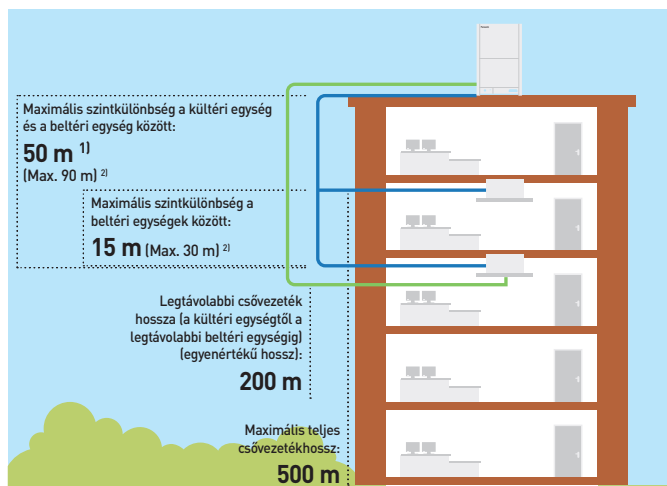 Maximális szintkülönbség a kültéri egység
és a beltéri egység között:
50 m 1)
(Max. 90 m) 2)
Maximális szintkülönbség a
beltéri egységek között:
15 m (Max. 30 m) 2)
Legtávolabbi csővezeték
hossza (a kültéri egységtől a
legtávolabbi beltéri egységig)
(egyenértékű hossz):
200 m
Maximális teljes
csővezetékhossz:
500 m